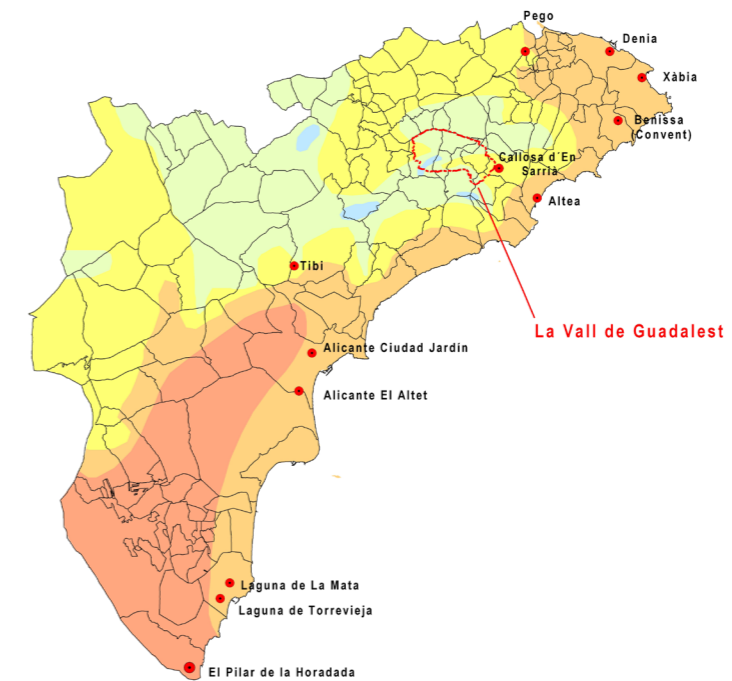 Pego
Denia
Xàbia
Benissa
(Convent)
Callosa d´En
Sarrià
Altea
Tibi
La Vall de Guadalest
Alicante Ciudad Jardín
Alicante El Altet
Laguna de La Mata
Laguna de Torrevieja
El Pilar de la Horadada